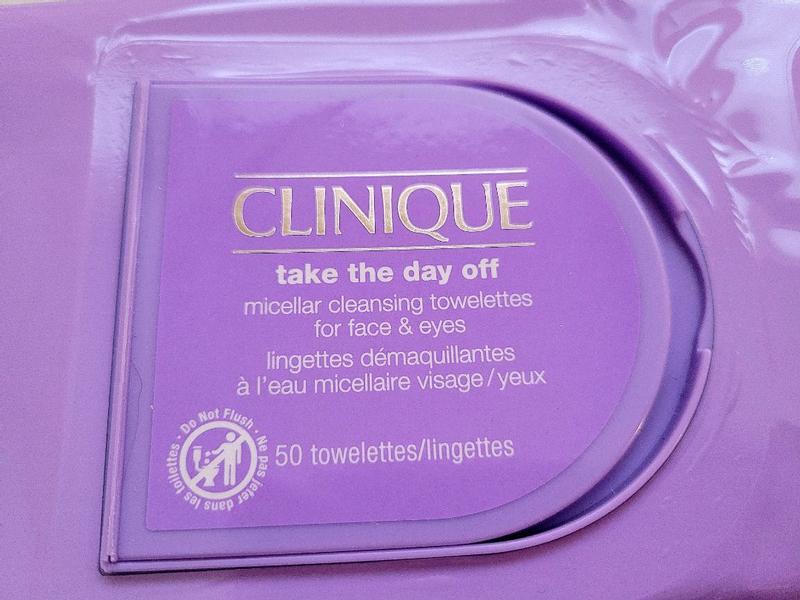 CLINIQUE
take the day off
micellar cleansing towelettes
for face & eyes
lingettes démaquillantes
à l'eau micellaire visage/yeux
50 towelettes/lingettes
Do Not Flush · Ne pas jeter dans les toilettes ·